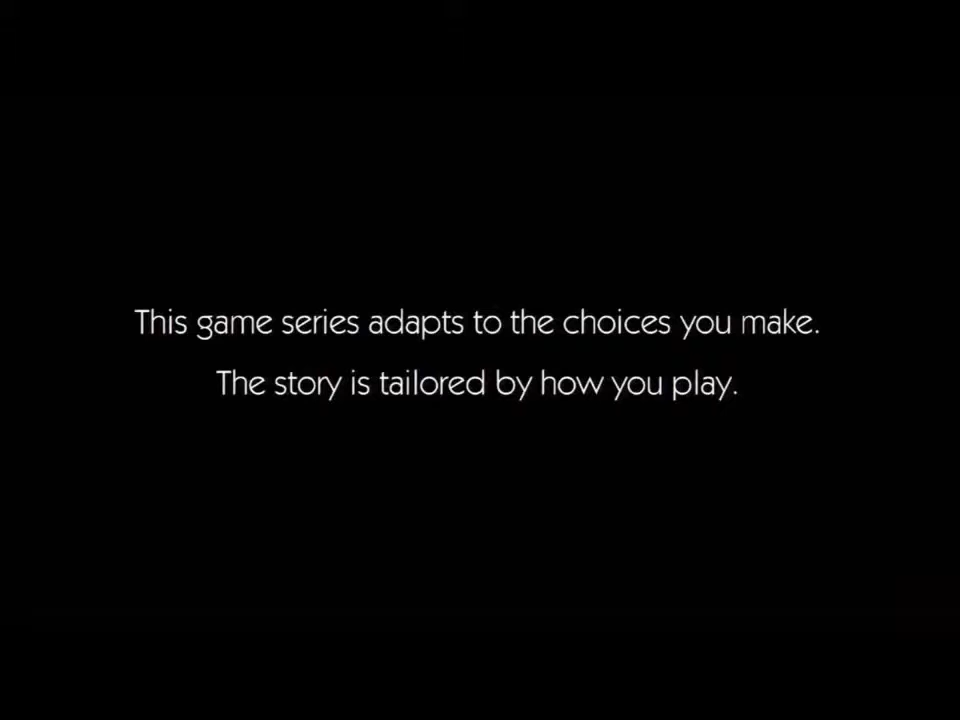 This game series adapts to the choices you make.
The story is tailored by how you play.